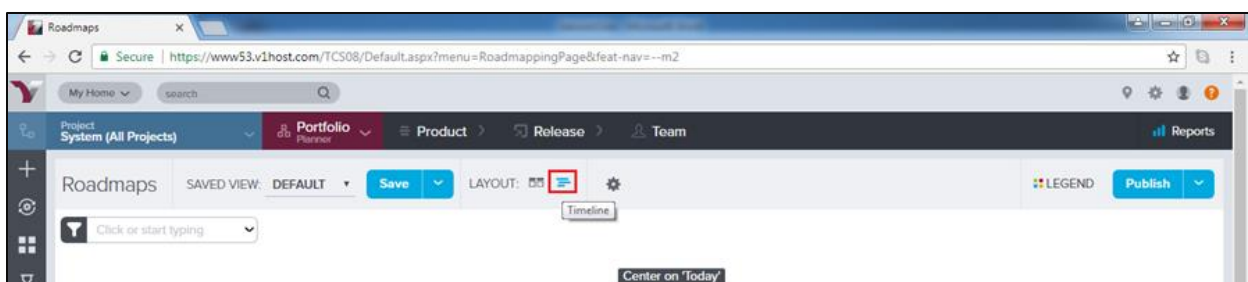 Roadmaps
Secure | https://www53.v1host.com/TCS08/Default.aspx?menu=RoadmappingPage&feat-nav=--m2
My Home search
Project
System (All Projects)
Portfolio
Planner
Product Release Team Reports
Roadmaps SAVED VIEW: DEFAULT Save LAYOUT: LEGEND Publish
Timeline
Click or start typing
Center on 'Today'